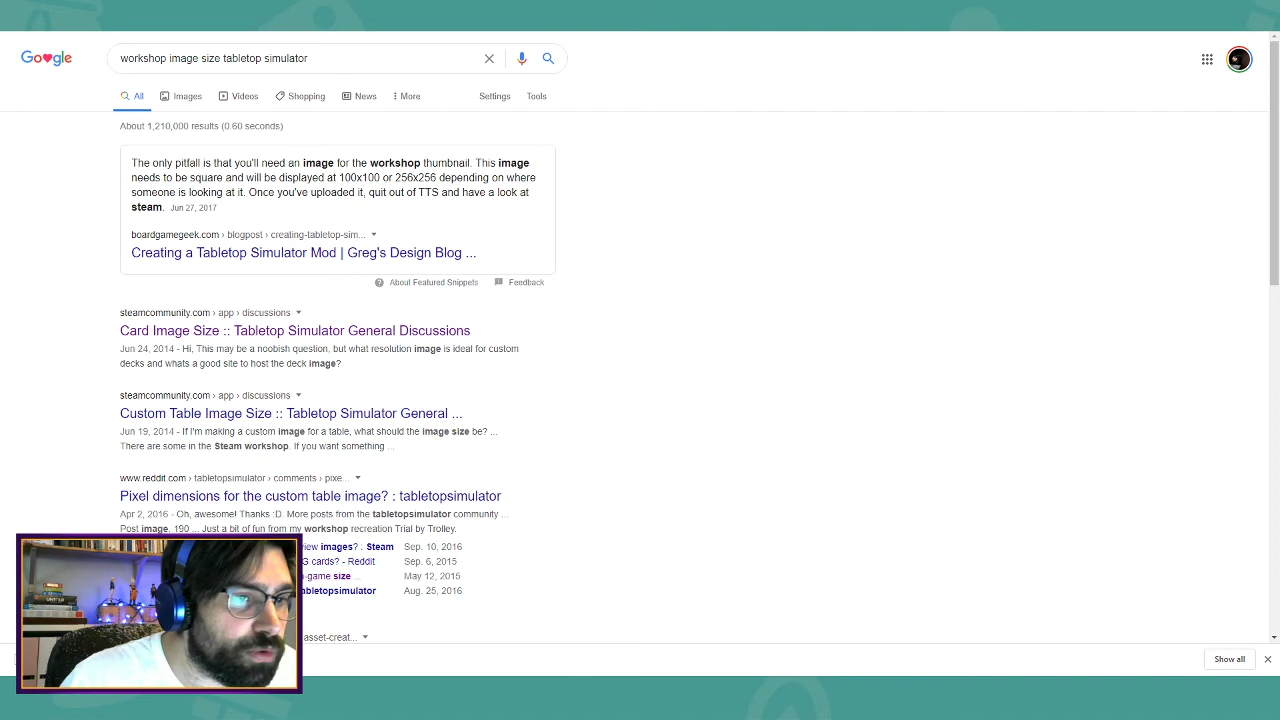 Google
workshop image size tabletop simulator
All
Images
Videos
Shopping
News
More
Settings
Tools
About 1,210,000 results (0.60 seconds)
The only pitfall is that you'll need an image for the workshop thumbnail. This image
needs to be square and will be displayed at 100x100 or 256x256 depending on where
someone is looking at it. Once you've uploaded it, quit out of TTS and have a look at
steam. Jun 27, 2017
boardgamegeek.com › blogpost › creating-tabletop-sim...
Creating a Tabletop Simulator Mod | Greg's Design Blog ...
About Featured Snippets
Feedback
steamcommunity.com › app › discussions
Card Image Size :: Tabletop Simulator General Discussions
Jun 24, 2014 - Hi, This may be a noobish question, but what resolution image is ideal for custom
decks and whats a good site to host the deck image?
steamcommunity.com › app › discussions
Custom Table Image Size :: Tabletop Simulator General ...
Jun 19, 2014 - If I'm making a custom image for a table, what should the image size be? ...
There are some in the Steam workshop. If you want something ...
www.reddit.com › tabletopsimulator › comments › pixe...
Pixel dimensions for the custom table image? : tabletopsimulator
Apr 2, 2016 - Oh, awesome! Thanks :D. More posts from the tabletopsimulator community ...
Post image. 190 ... Just a bit of fun from my workshop recreation Trial by Trolley.
view images? : Steam Sep. 10, 2016
G cards? - Reddit Sep. 6, 2015
-game size ... May 12, 2015
abletopsimulator Aug. 25, 2016
asset-creat...
Show all